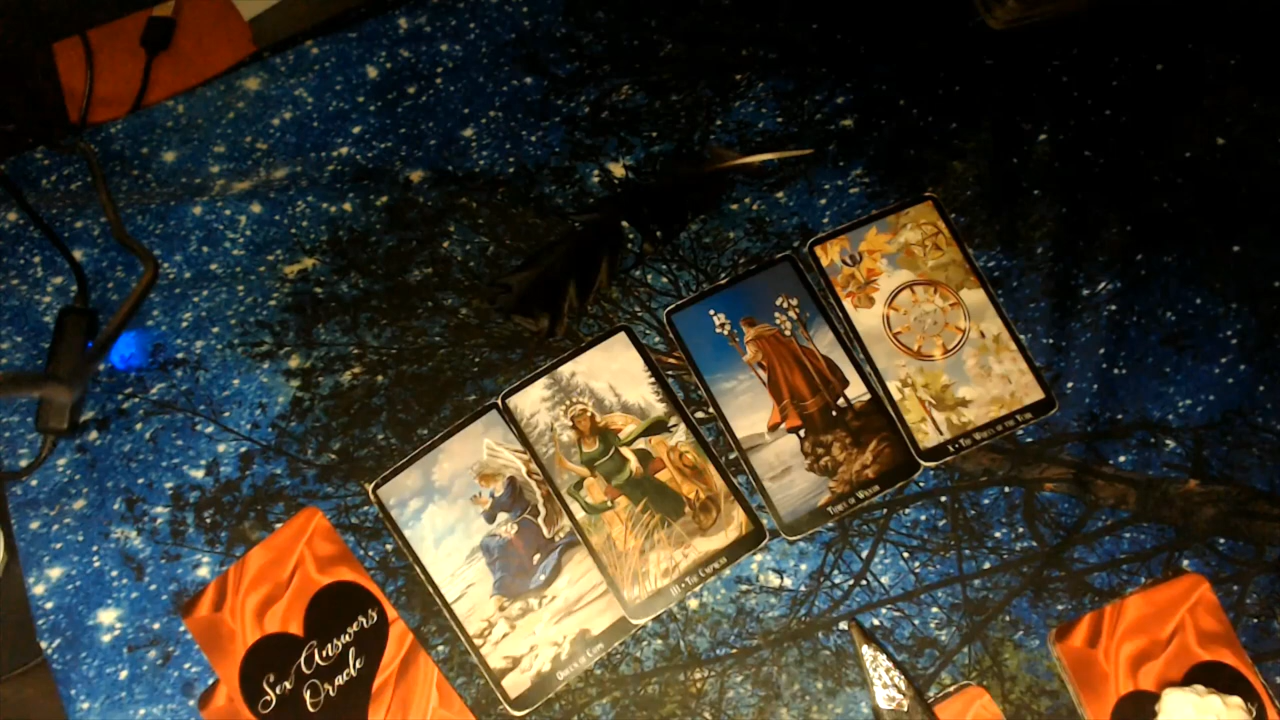 X • The Wheel of the Year
Three of Wands
III • The Empress
Queen of Cups
Sex Answers
Oracle